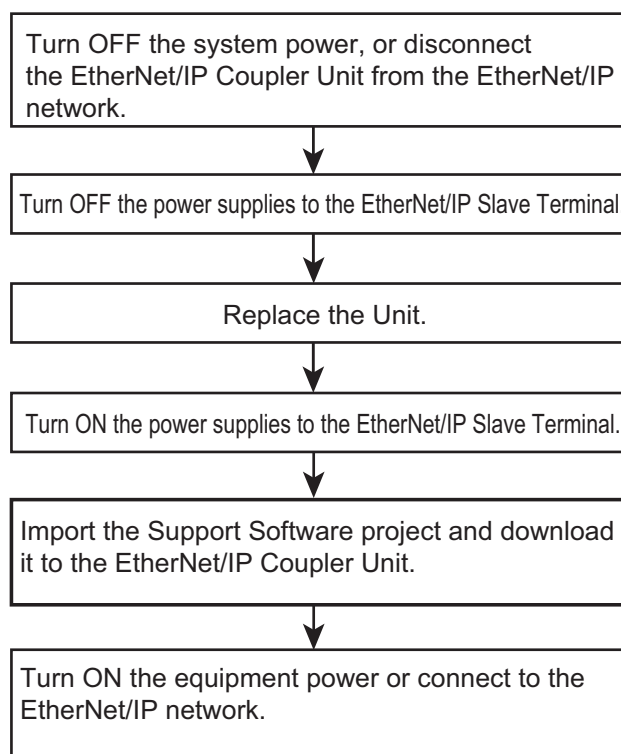 Turn OFF the system power, or disconnect
the EtherNet/IP Coupler Unit from the EtherNet/IP
network.
Turn OFF the power supplies to the EtherNet/IP Slave Terminal
Replace the Unit.
Turn ON the power supplies to the EtherNet/IP Slave Terminal.
Import the Support Software project and download
it to the EtherNet/IP Coupler Unit.
Turn ON the equipment power or connect to the
EtherNet/IP network.